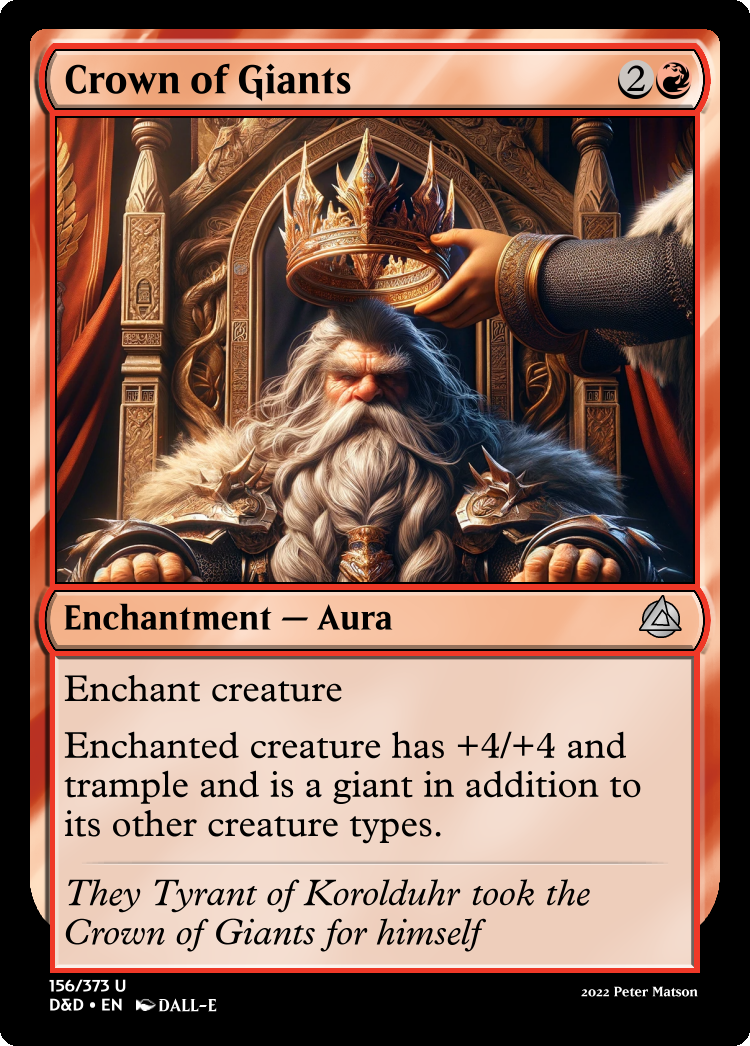 Crown of Giants 2
Enchantment — Aura
Enchant creature
Enchanted creature has +4/+4 and
trample and is a giant in addition to
its other creature types.
They Tyrant of Korolduhr took the
Crown of Giants for himself
156/373 U
D&D • EN DALL-E
2022 Peter Matson